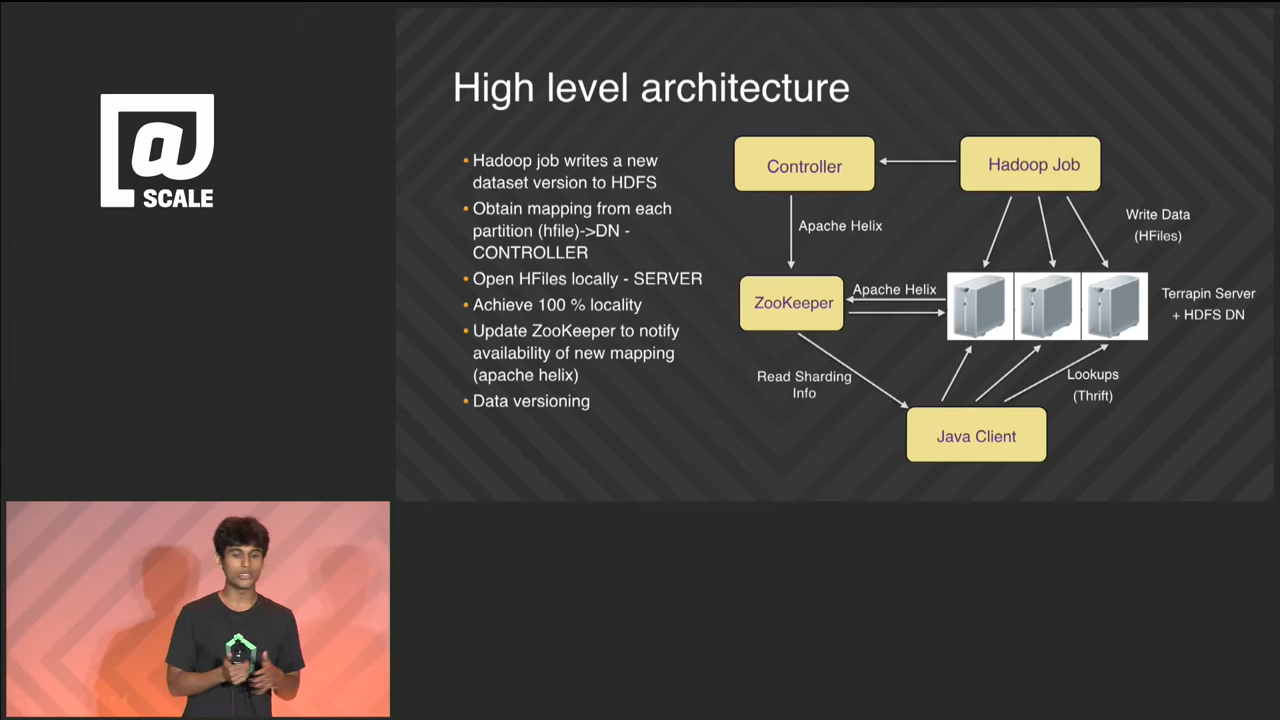 @
SCALE
High level architecture
• Hadoop job writes a new
dataset version to HDFS
• Obtain mapping from each
partition (hfile)->DN -
CONTROLLER
• Open HFiles locally - SERVER
• Achieve 100 % locality
• Update ZooKeeper to notify
availability of new mapping
(apache helix)
• Data versioning
Controller
Hadoop Job
Apache Helix
Write Data
(HFiles)
ZooKeeper
Apache Helix
Terrapin Server
+ HDFS DN
Read Sharding
Info
Lookups
(Thrift)
Java Client